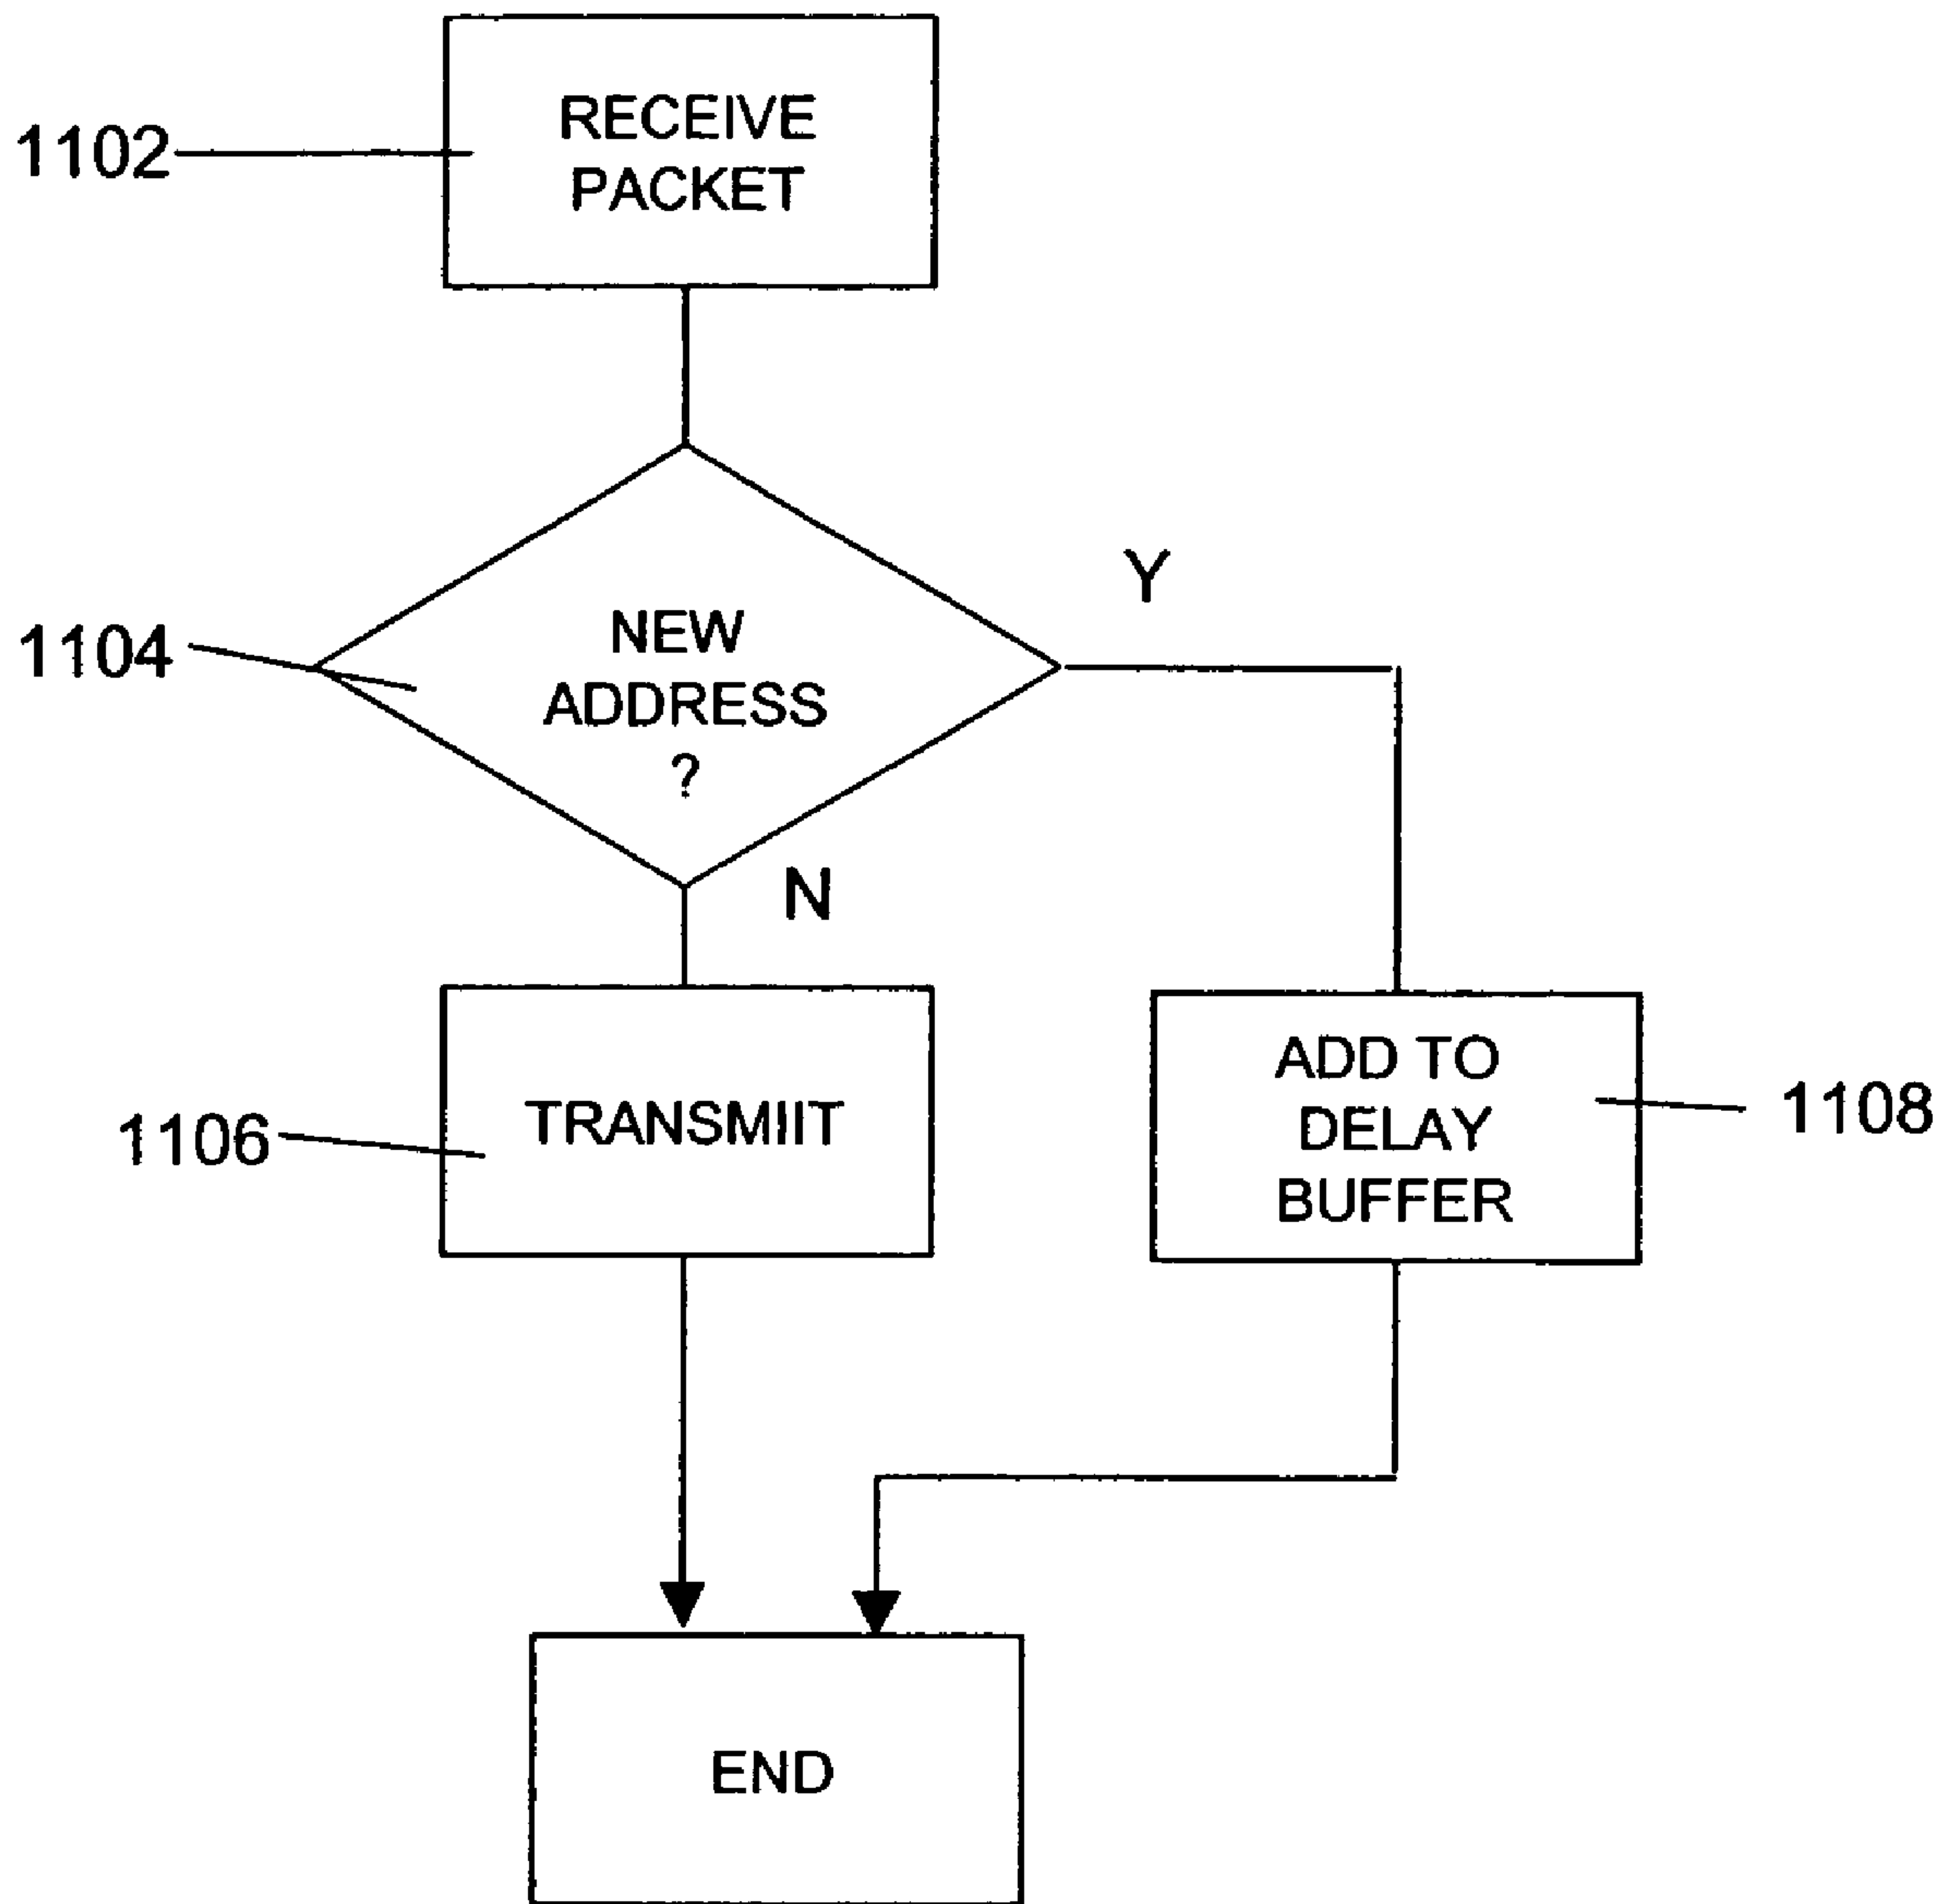 RECEIVE
PACKET
1102
Y
NEW
ADDRESS
?
1104
N
TRANSMIIT
1106
ADD TO
DELAY
BUFFER
1108
END